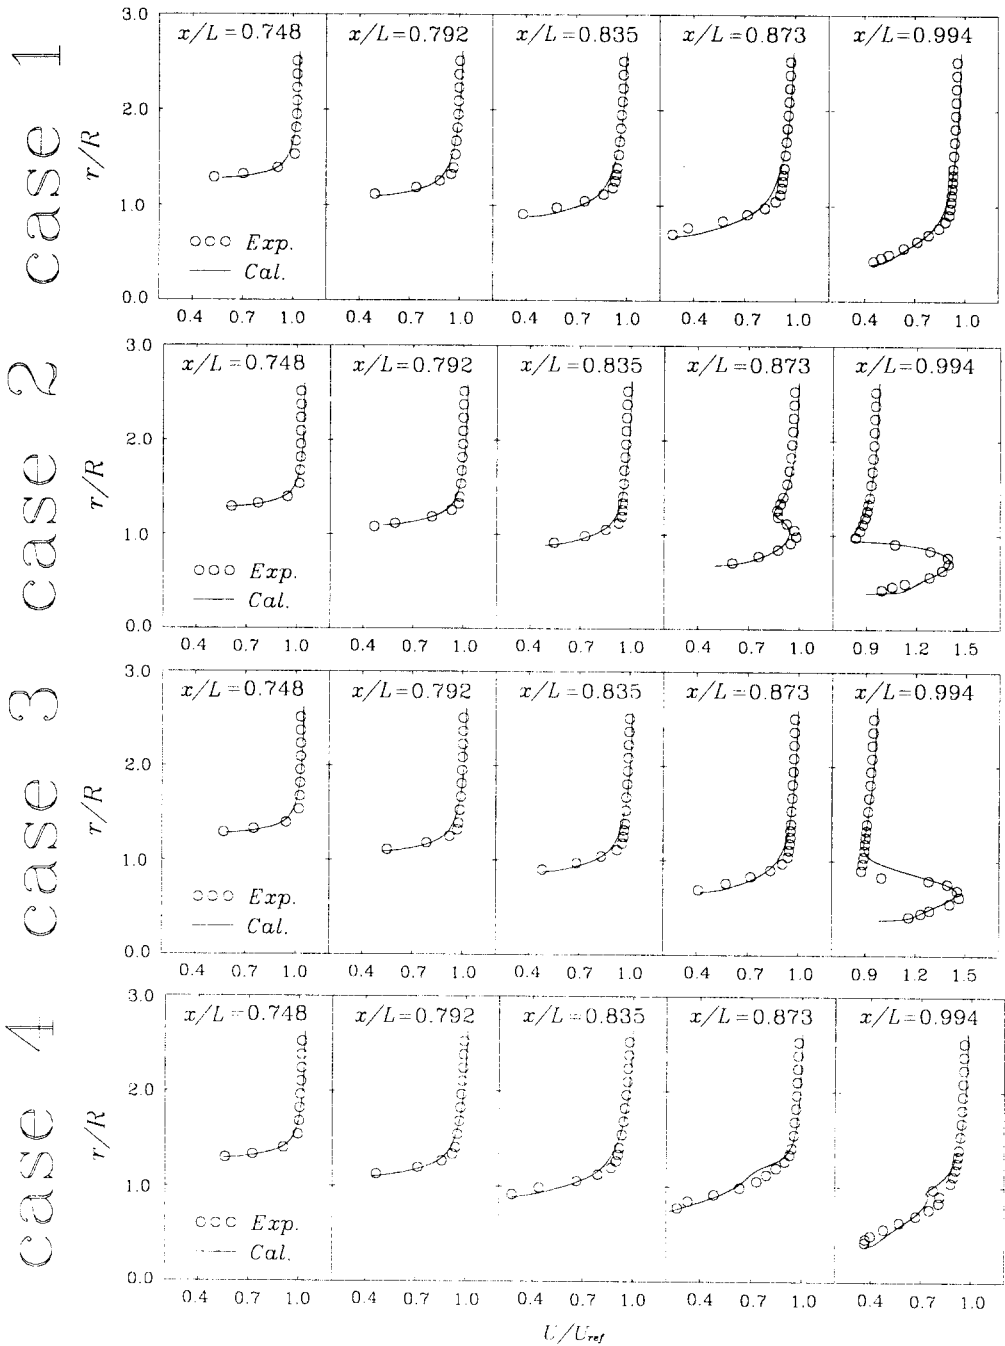 case 1
r/R
3.0
2.0
1.0
0.0
x/L=0.748 x/L=0.792 x/L=0.835 x/L=0.873 x/L=0.994
Exp.
Cal.
0.4 0.7 1.0 0.4 0.7 1.0 0.4 0.7 1.0 0.4 0.7 1.0 0.4 0.7 1.0
case 2
r/R
3.0
2.0
1.0
0.0
x/L=0.748 x/L=0.792 x/L=0.835 x/L=0.873 x/L=0.994
Exp.
Cal.
0.4 0.7 1.0 0.4 0.7 1.0 0.4 0.7 1.0 0.4 0.7 1.0 0.9 1.2 1.5
case 3
r/R
3.0
2.0
1.0
0.0
x/L=0.748 x/L=0.792 x/L=0.835 x/L=0.873 x/L=0.994
Exp.
Cal.
0.4 0.7 1.0 0.4 0.7 1.0 0.4 0.7 1.0 0.4 0.7 1.0 0.9 1.2 1.5
case 4
r/R
3.0
2.0
1.0
0.0
x/L=0.748 x/L=0.792 x/L=0.835 x/L=0.873 x/L=0.994
Exp.
Cal.
0.4 0.7 1.0 0.4 0.7 1.0 0.4 0.7 1.0 0.4 0.7 1.0 0.4 0.7 1.0
U/Uref